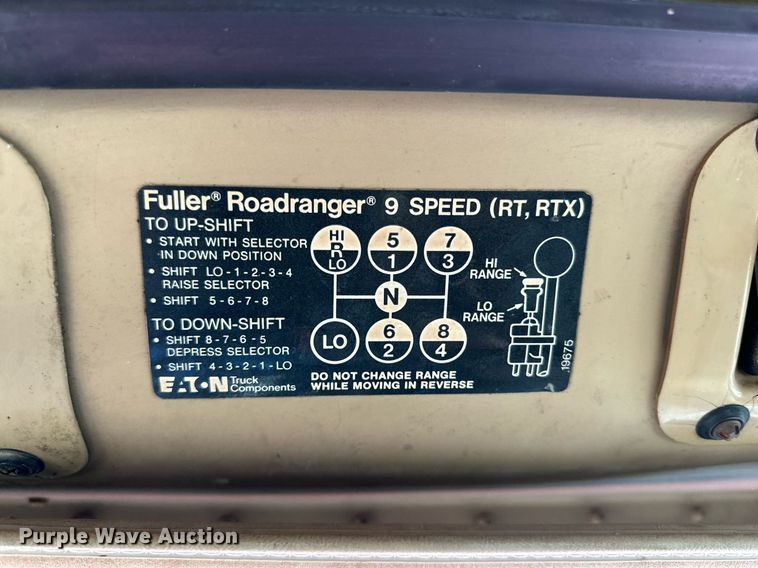 Fuller® Roadranger® 9 SPEED (RT, RTX)
TO UP-SHIFT
• START WITH SELECTOR
IN DOWN POSITION
• SHIFT LO-1-2-3-4
RAISE SELECTOR
• SHIFT 5-6-7-8
TO DOWN-SHIFT
• SHIFT 8-7-6-5
DEPRESS SELECTOR
• SHIFT 4-3-2-1-LO
EATON Truck
Components
HI
R
LO
5
1
7
3
N
LO
6
2
8
4
HI
RANGE
LO
RANGE
19675
DO NOT CHANGE RANGE
WHILE MOVING IN REVERSE
Purple Wave Auction